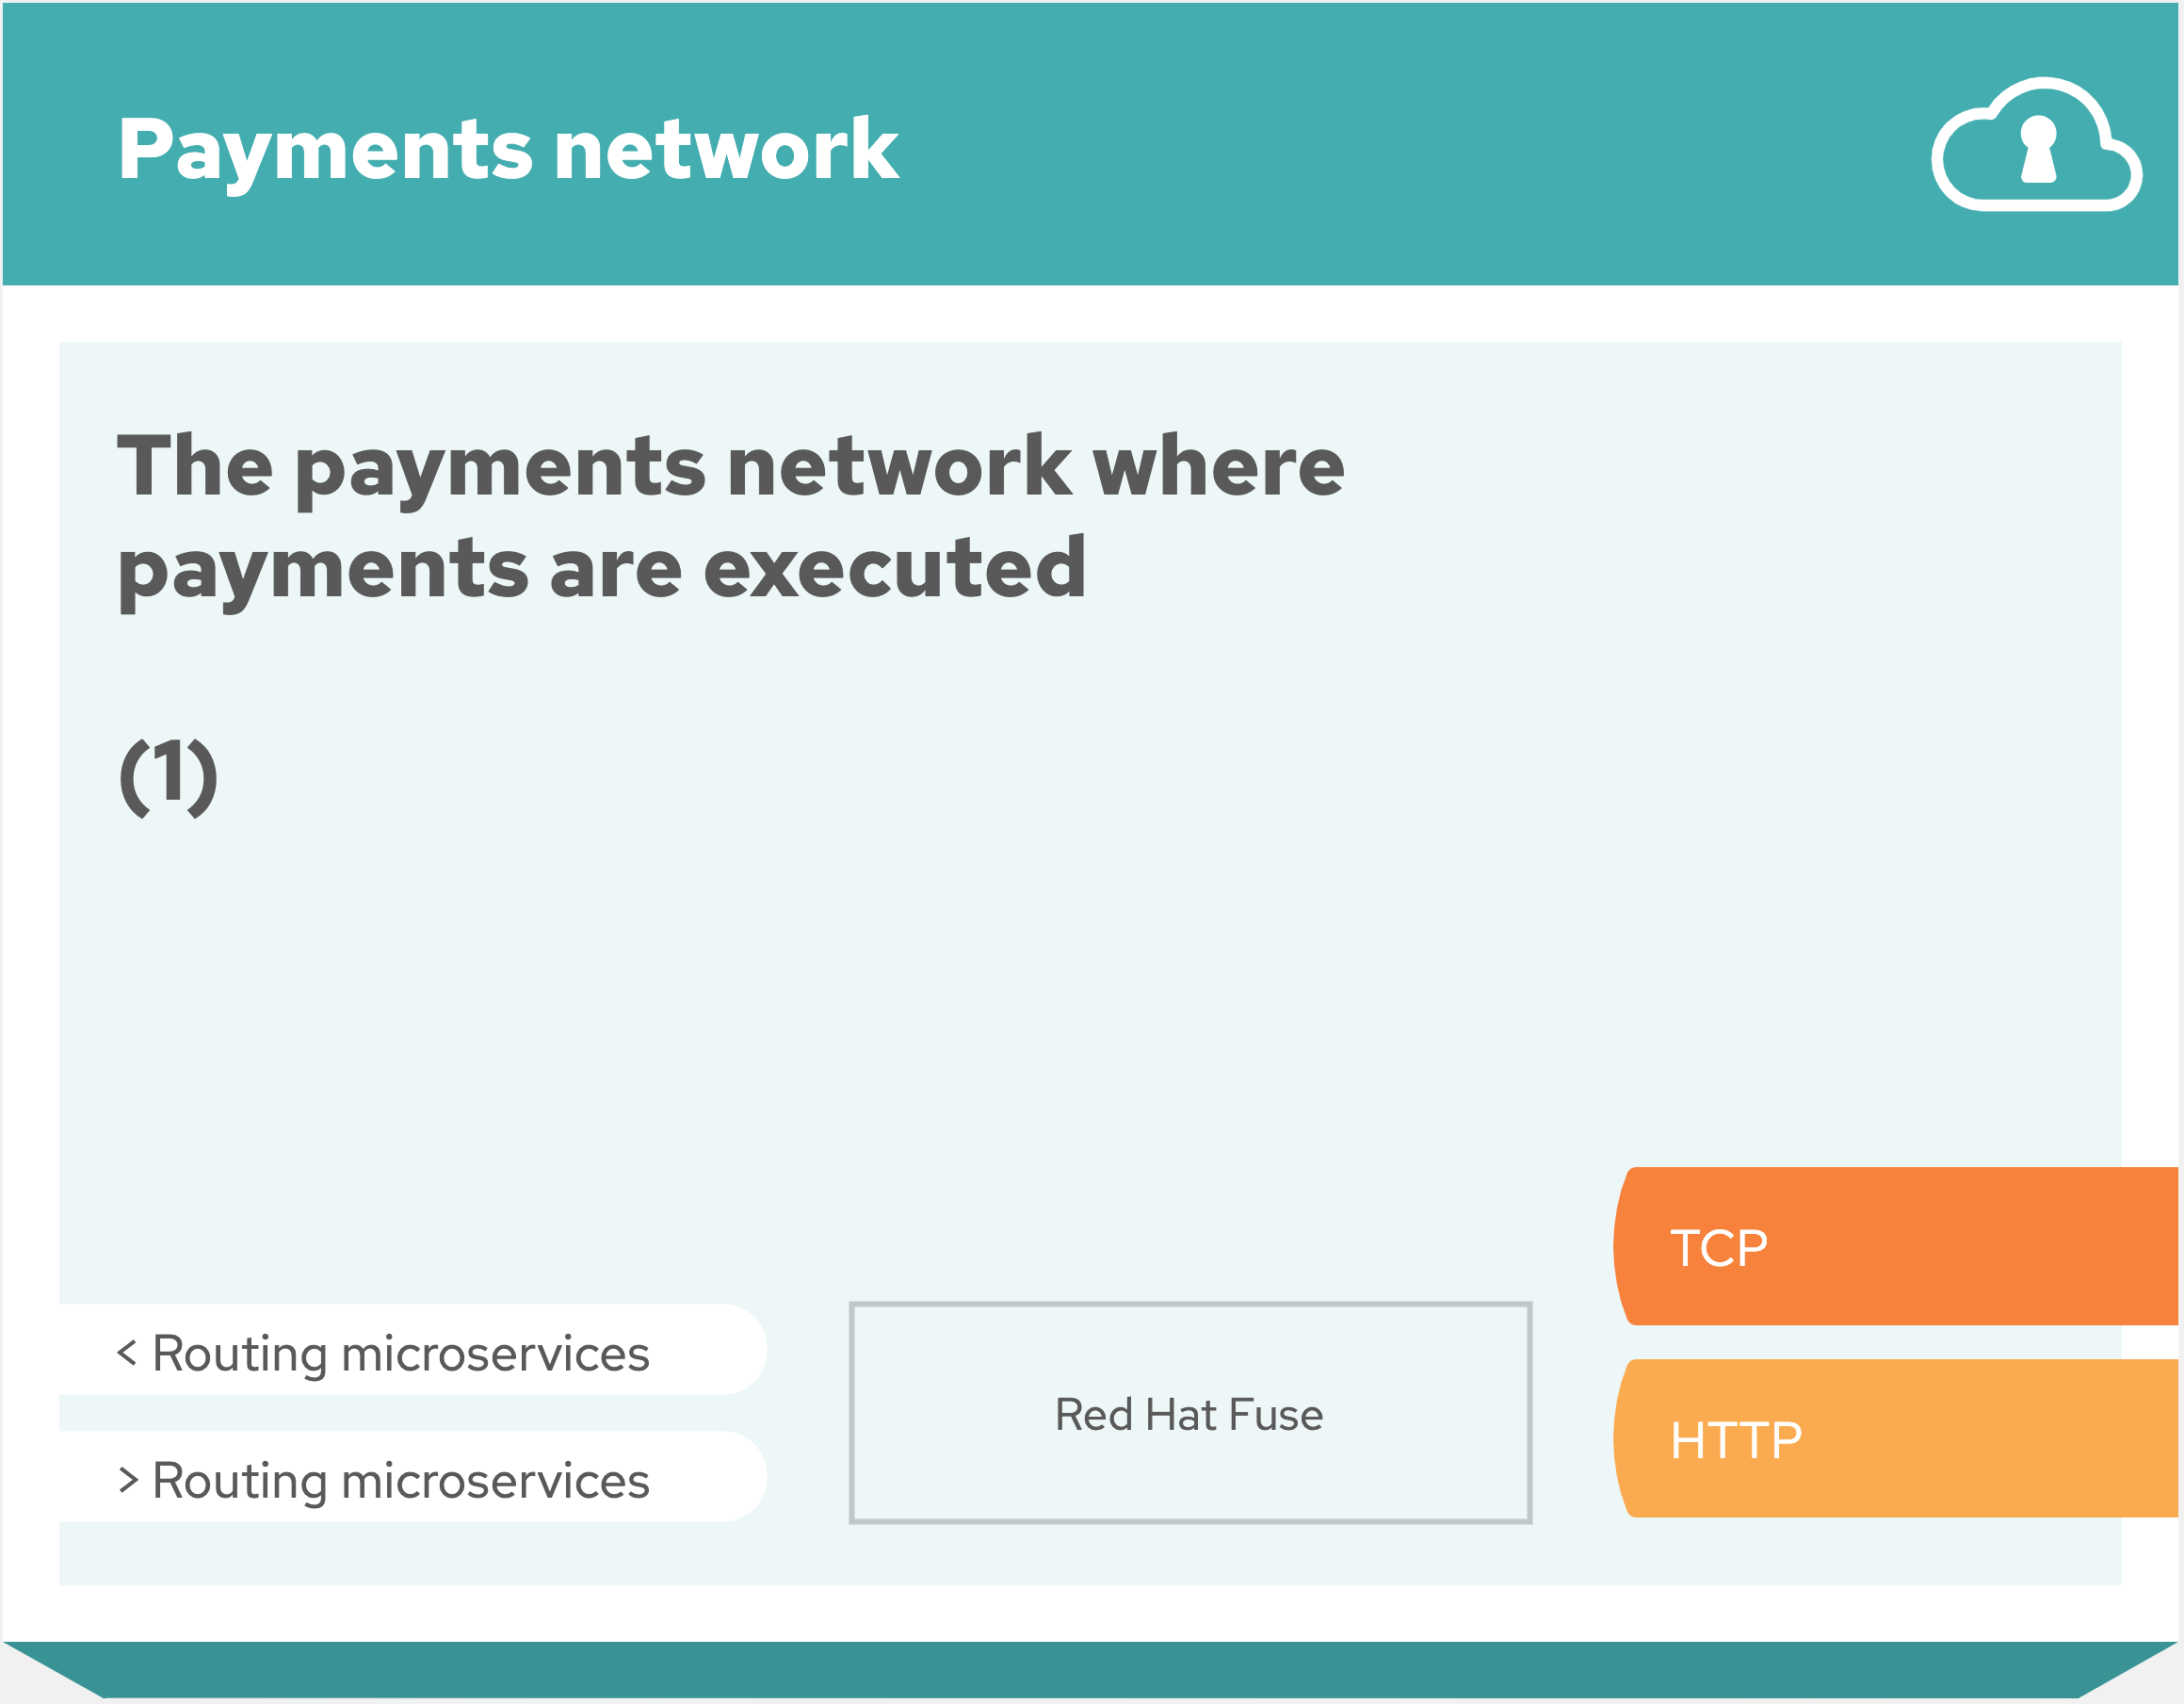 Payments network
The payments network where
payments are executed
(1)
TCP
< Routing microservices
Red Hat Fuse
HTTP
> Routing microservices